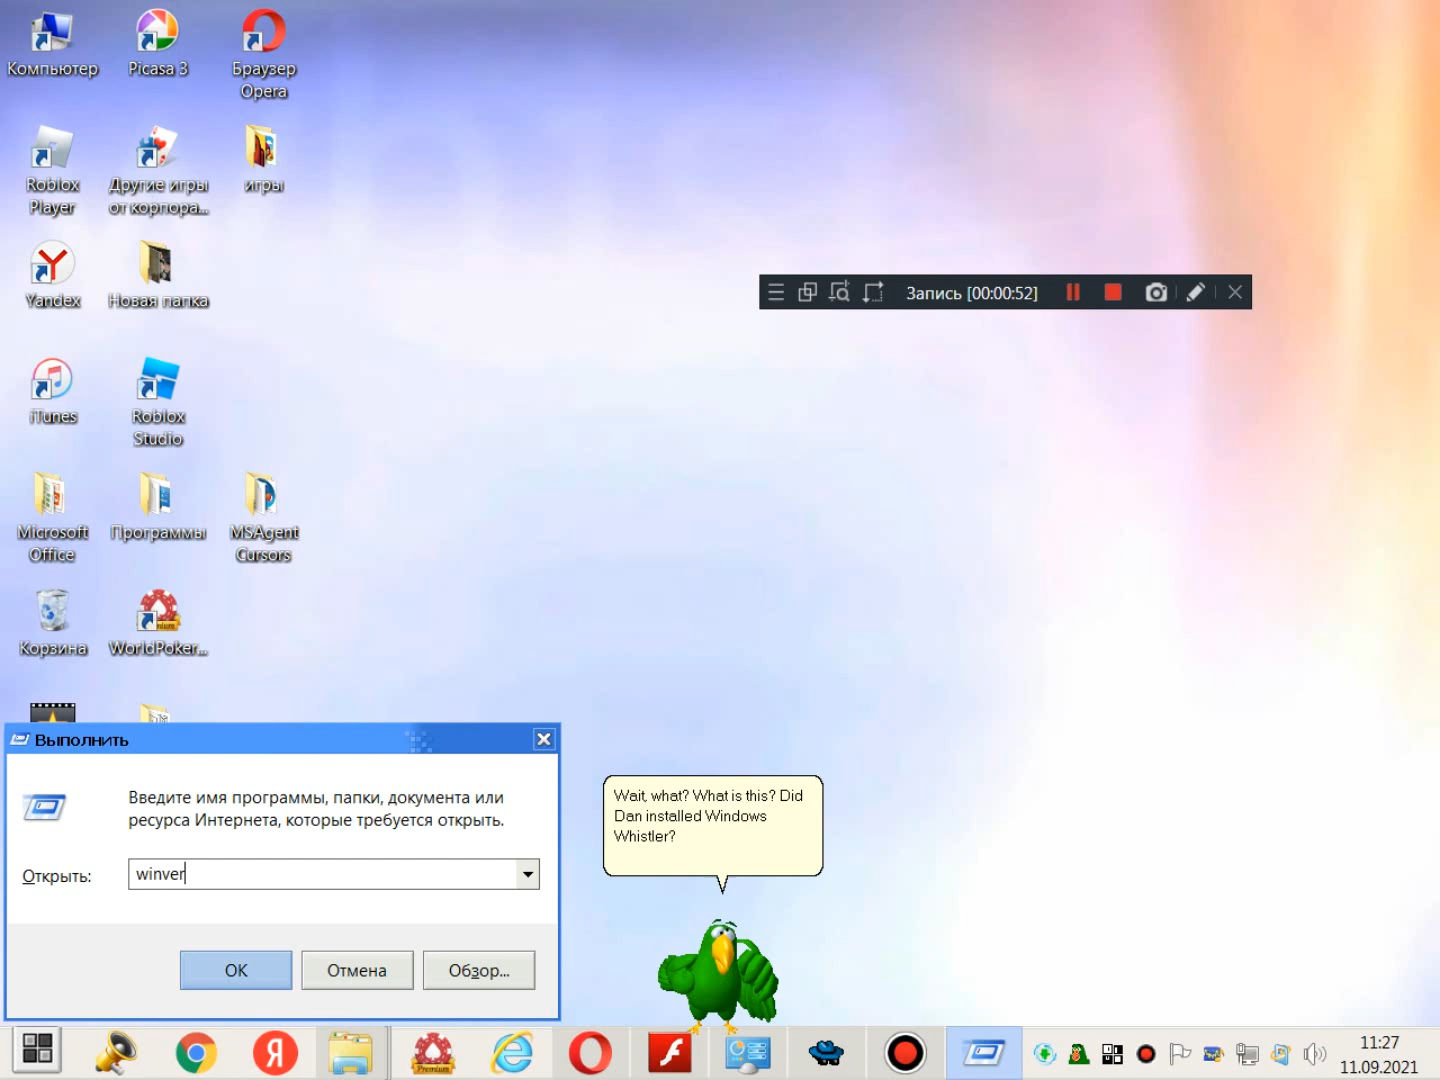 Компьютер
Picasa 3
Браузер
Opera
Roblox
Player
Другие игры
от корпора...
игры
Yandex
Новая папка
Запись [00:00:52]
iTunes
Roblox
Studio
Microsoft
Office
Программы
MSAgent
Cursors
Корзина
WorldPoker...
Выполнить
Введите имя программы, папки, документа или
ресурса Интернета, которые требуется открыть.
Открыть:
winver
ОК
Отмена
Обзор...
Wait, what? What is this? Did
Dan installed Windows
Whistler?
Я
Premium
11:27
11.09.2021